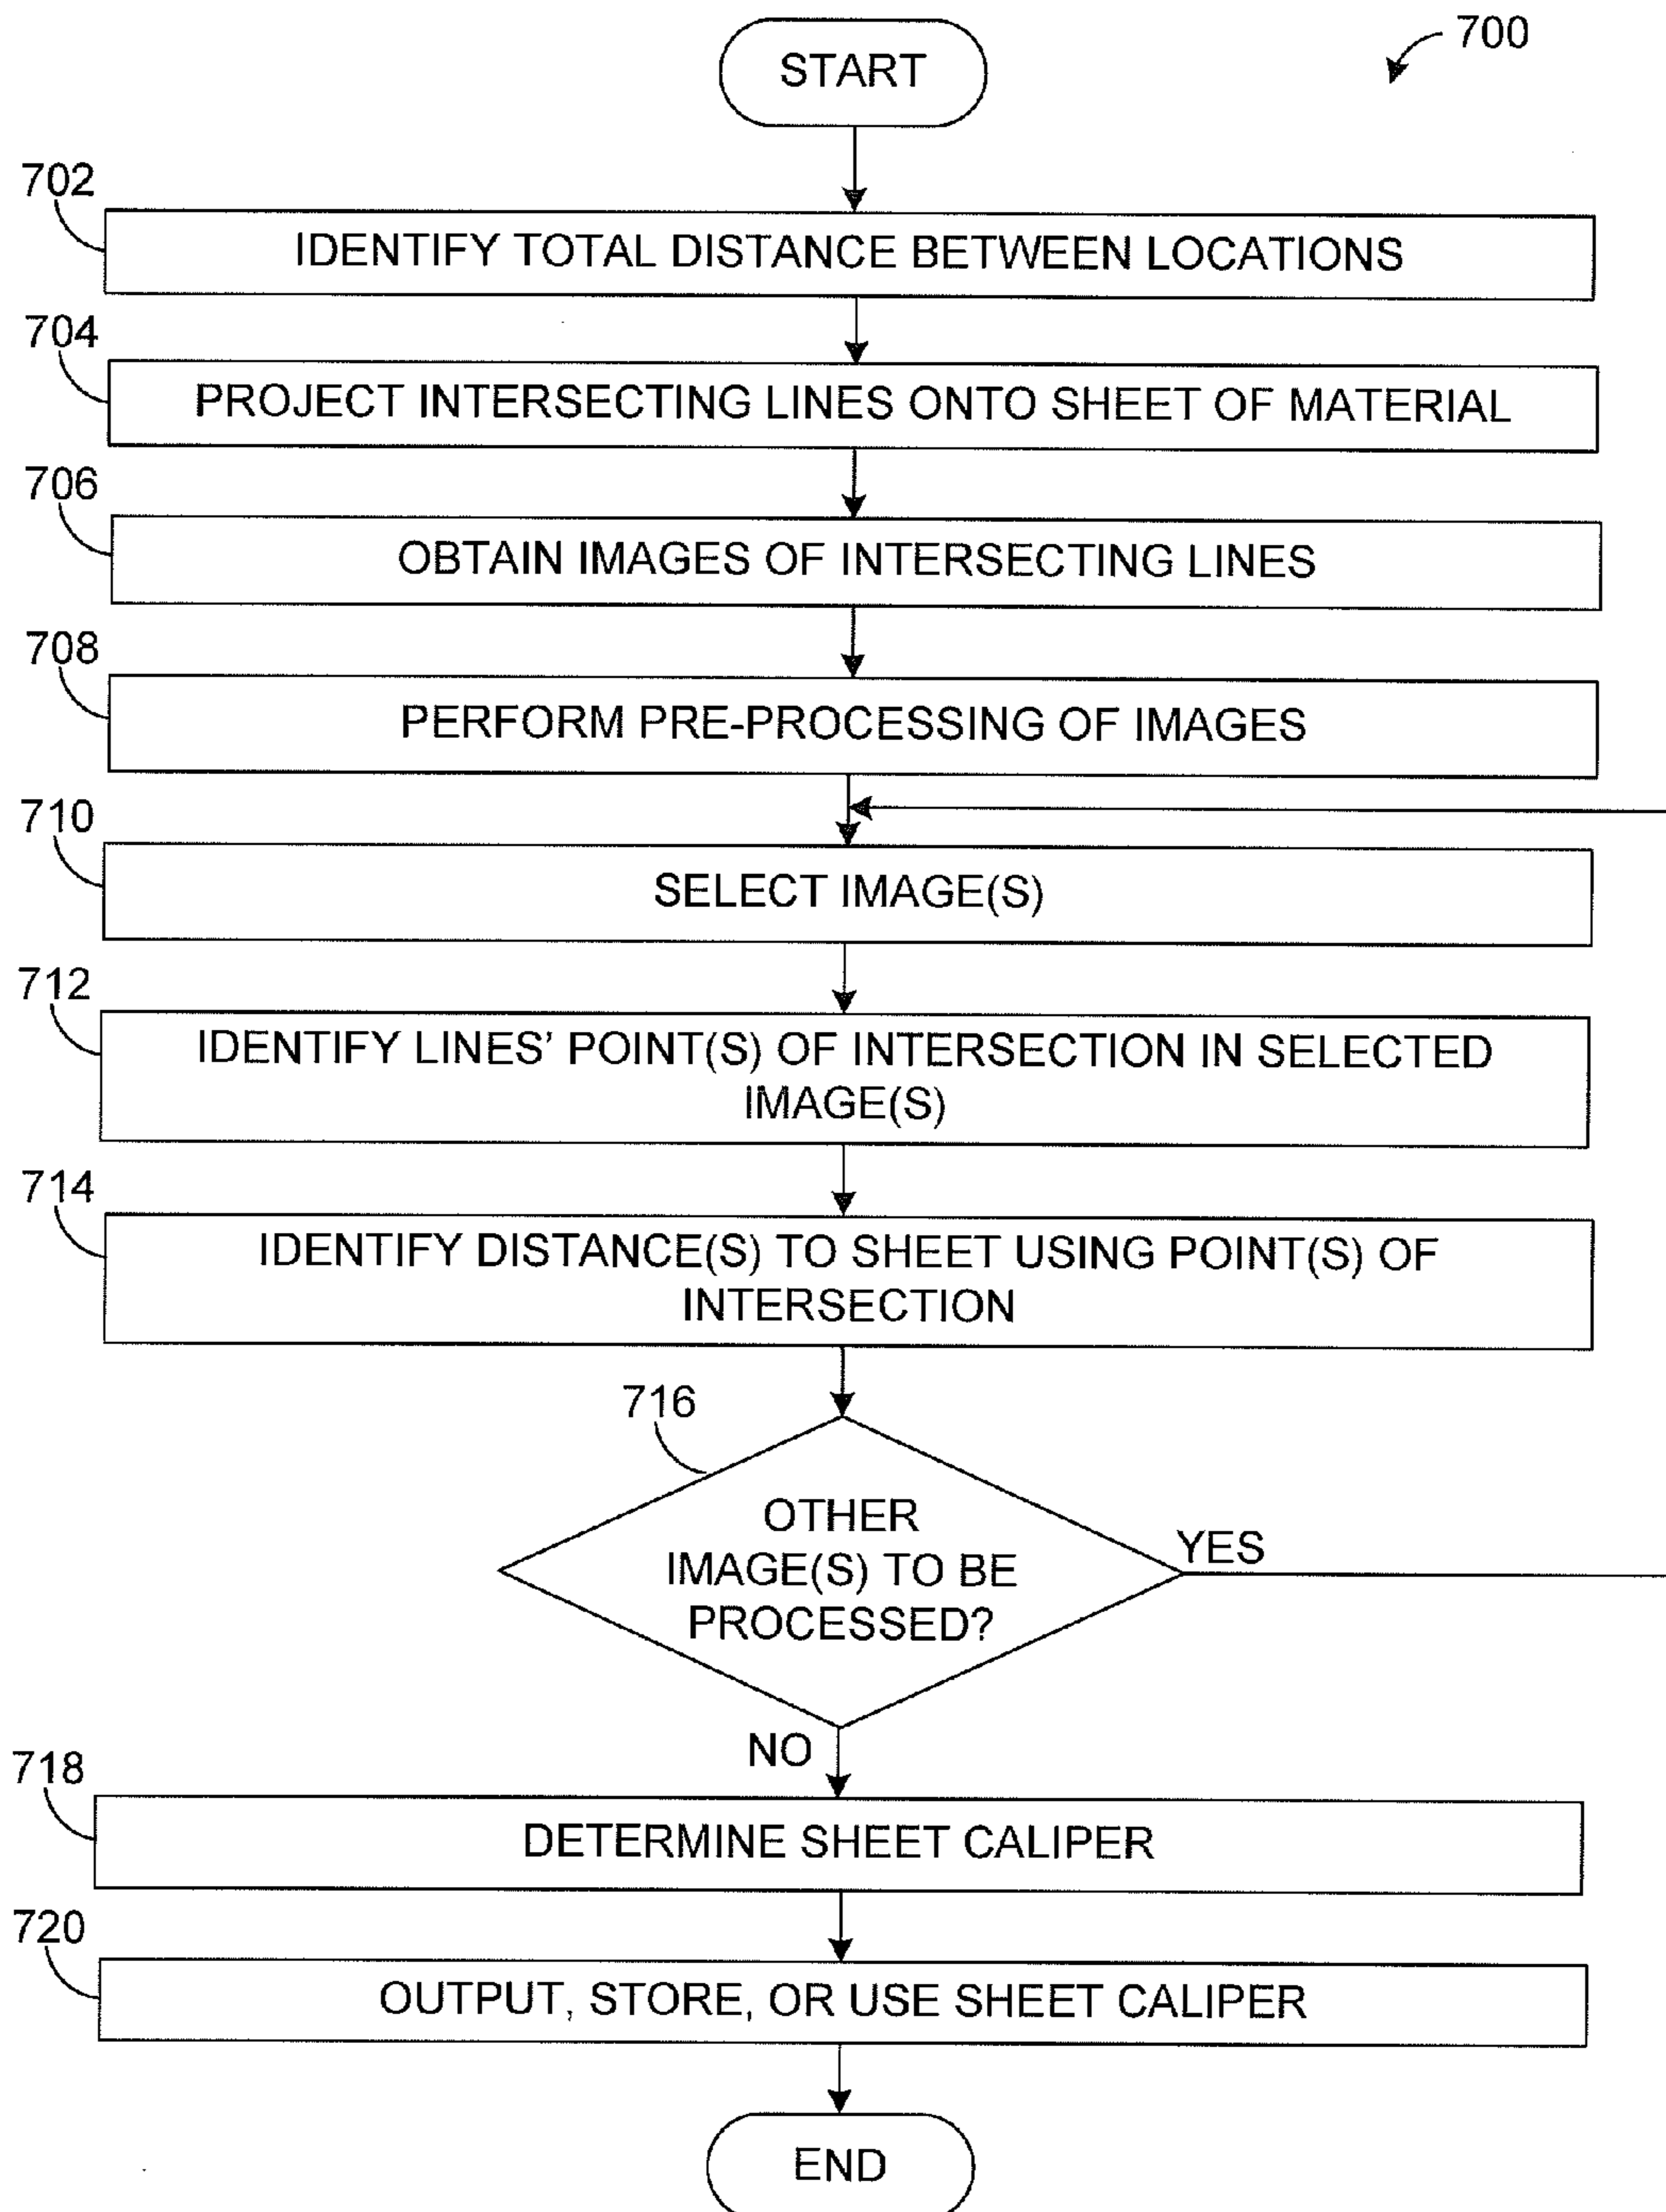 START
700
702
IDENTIFY TOTAL DISTANCE BETWEEN LOCATIONS
704
PROJECT INTERSECTING LINES ONTO SHEET OF MATERIAL
706
OBTAIN IMAGES OF INTERSECTING LINES
708
PERFORM PRE-PROCESSING OF IMAGES
710
SELECT IMAGE(S)
712
IDENTIFY LINES' POINT(S) OF INTERSECTION IN SELECTED
IMAGE(S)
714
IDENTIFY DISTANCE(S) TO SHEET USING POINT(S) OF
INTERSECTION
716
OTHER
IMAGE(S) TO BE
PROCESSED?
YES
NO
718
DETERMINE SHEET CALIPER
720
OUTPUT, STORE, OR USE SHEET CALIPER
END